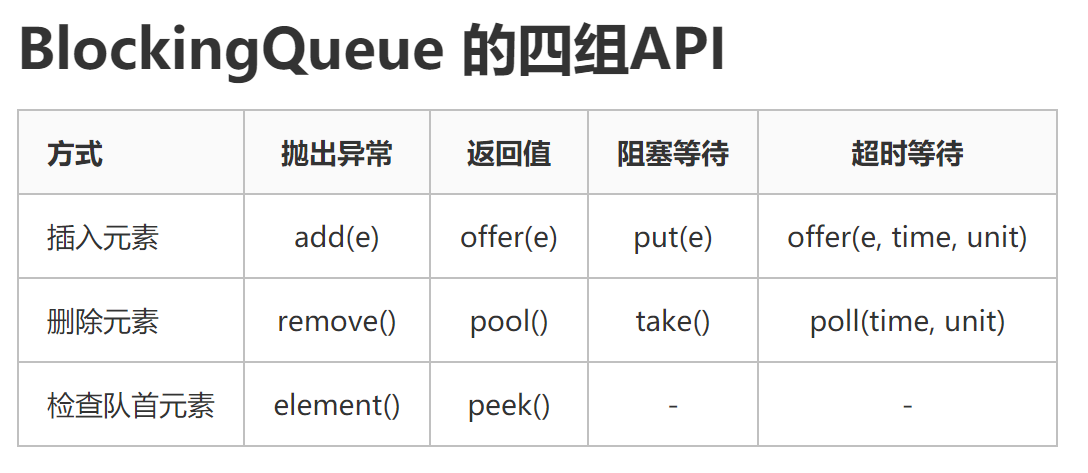 BlockingQueue 的四组API
方式 抛出异常 返回值 阻塞等待 超时等待
插入元素 add(e) offer(e) put(e) offer(e, time, unit)
删除元素 remove() pool() take() poll(time, unit)
检查队首元素 element() peek() - -